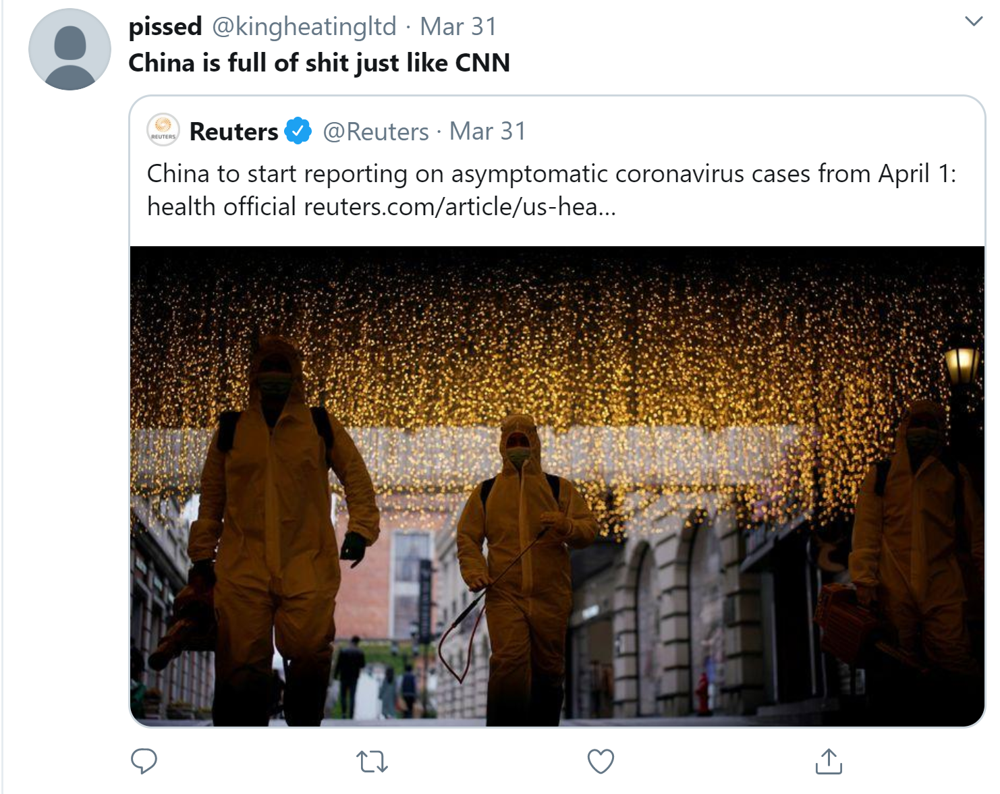 pissed @kingheatingltd · Mar 31
China is full of shit just like CNN
REUTERS
Reuters @Reuters · Mar 31
China to start reporting on asymptomatic coronavirus cases from April 1:
health official reuters.com/article/us-hea...